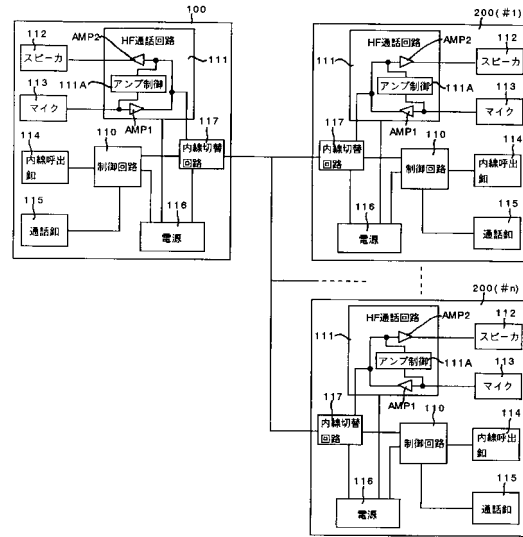 100
112
スピーカ
AMP2
HF通話回路
111
111A
アンプ制御
113
マイク
AMP1
114
内線呼出
釦
110
制御回路
117
内線切替
回路
115
通話釦
116
電源
200(#1)
HF通話回路
AMP2
112
スピーカ
111
111A
アンプ制御
113
マイク
AMP1
117
内線切替
回路
110
制御回路
114
内線呼出
釦
116
電源
115
通話釦
200(#n)
HF通話回路
AMP2
112
スピーカ
111
111A
アンプ制御
113
マイク
AMP1
117
内線切替
回路
110
制御回路
114
内線呼出
釦
116
電源
115
通話釦